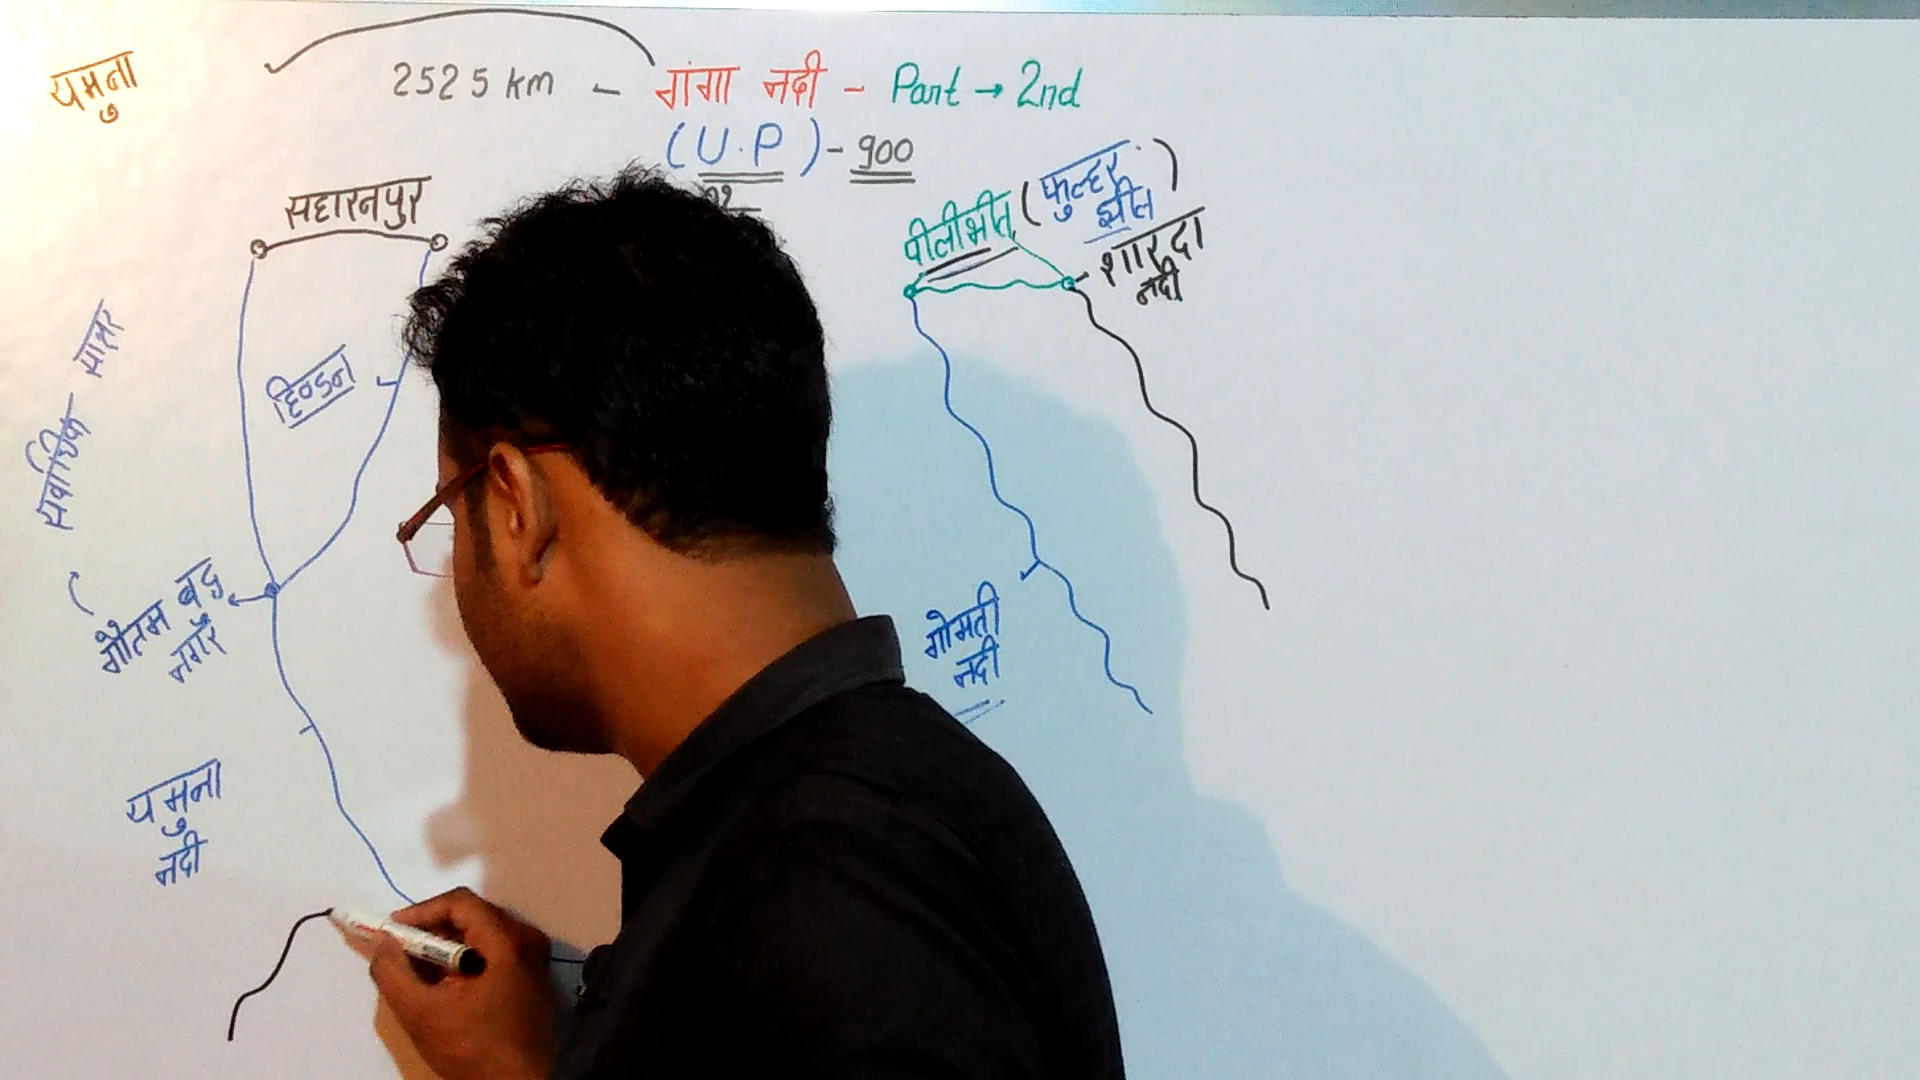 यमुना
2525 km - गंगा नदी - Part → 2nd
(U.P) - 900
सहारनपुर
पीलीभीत (फुल्हर झील)
शारदा
नदी
हिण्डन
सर्वाधिक
गौतम बद्ध
नगर
गोमती
नदी
यमुना
नदी